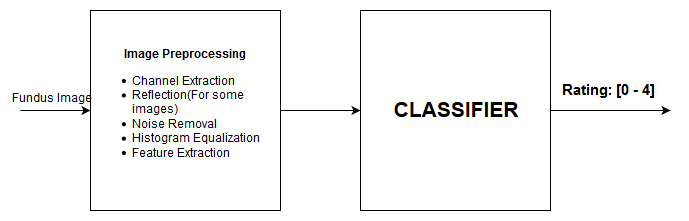 Fundus Image
Image Preprocessing
Channel Extraction
Reflection(For some
images)
Noise Removal
Histogram Equalization
Feature Extraction
CLASSIFIER
Rating: [0 - 4]